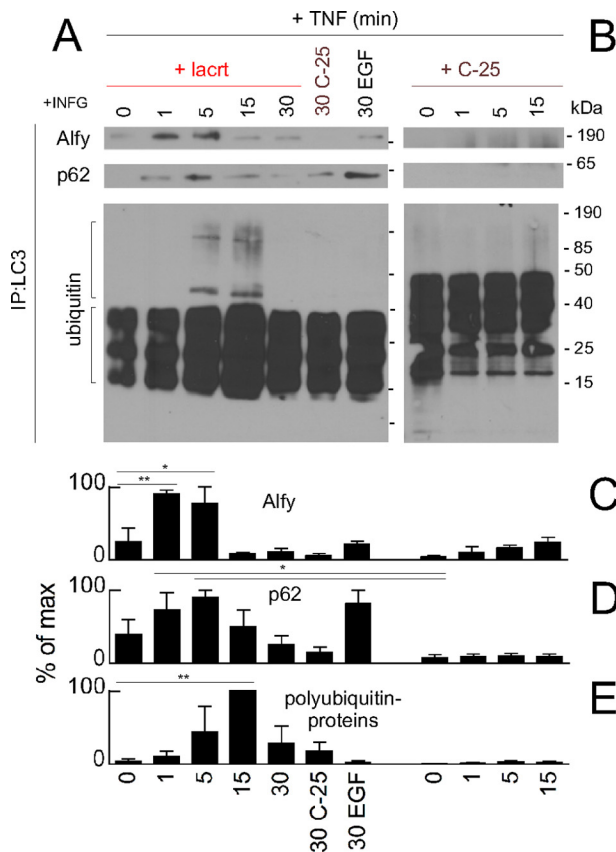 A
+ TNF (min)
B
+ lacrt
30 C-25
30 EGF
+ C-25
+INFG
0 1 5 15 30
0 1 5 15
kDa
Alfy
- 190
p62
65
IP:LC3
ubiquitin
- 190
- 85
- 50
- 40
- 25
- 15
% of max
100
0
*
**
Alfy
C
100
0
*
p62
D
100
0
**
polyubiquitin-
proteins
E
0 1 5 15 30 30 C-25 30 EGF 0 1 5 15